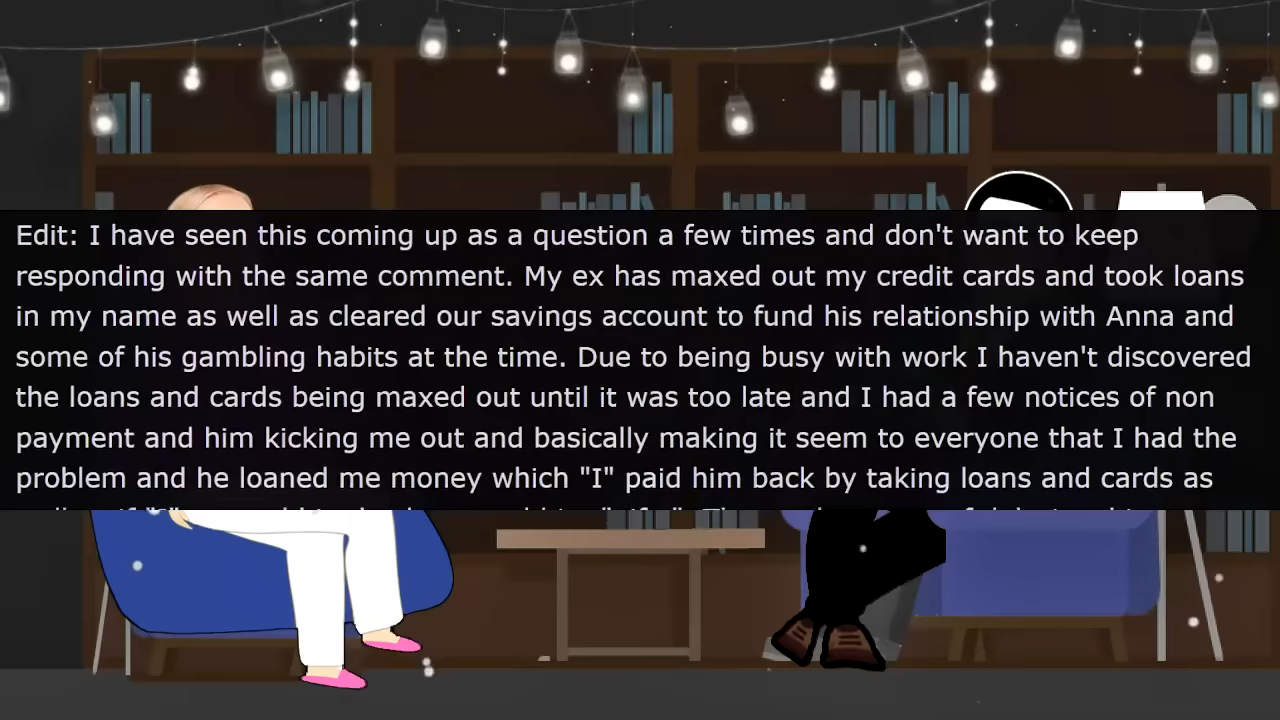 Edit: I have seen this coming up as a question a few times and don't want to keep
responding with the same comment. My ex has maxed out my credit cards and took loans
in my name as well as cleared our savings account to fund his relationship with Anna and
some of his gambling habits at the time. Due to being busy with work I haven't discovered
the loans and cards being maxed out until it was too late and I had a few notices of non
payment and him kicking me out and basically making it seem to everyone that I had the
problem and he loaned me money which "I" paid him back by taking loans and cards as